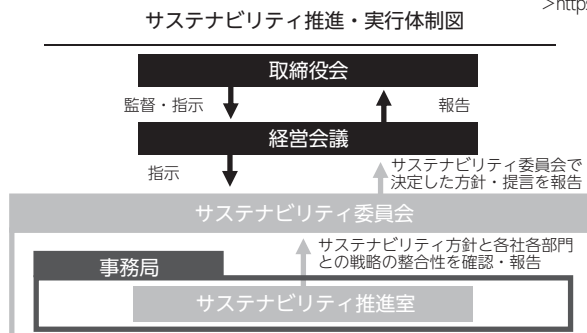 >https
サステナビリティ推進・実行体制図
取締役会
監督・指示
報告
経営会議
指示
サステナビリティ委員会で
決定した方針・提言を報告
サステナビリティ委員会
サステナビリティ方針と各社各部門
との戦略の整合性を確認・報告
事務局
サステナビリティ推進室